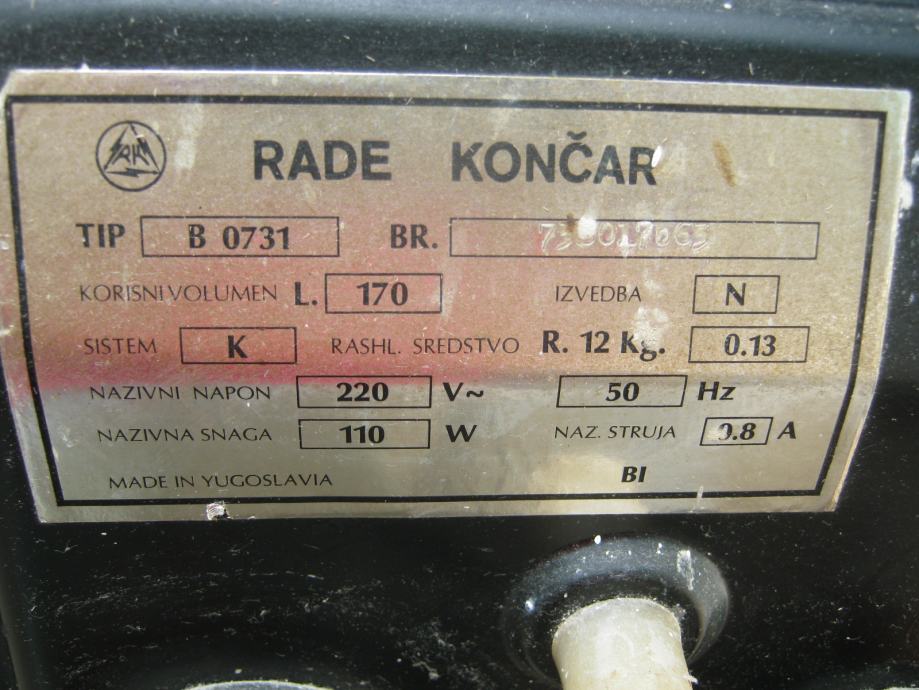 RKM
RADE KONČAR
TIP B 0731 BR.
KORISNI VOLUMEN L. 170 IZVEDBA N
SISTEM K RASHL. SREDSTVO R. 12 Kg. 0.13
NAZIVNI NAPON 220 V~ 50 Hz
NAZIVNA SNAGA 110 W NAZ. STRUJA 0.8 A
MADE IN YUGOSLAVIA BI